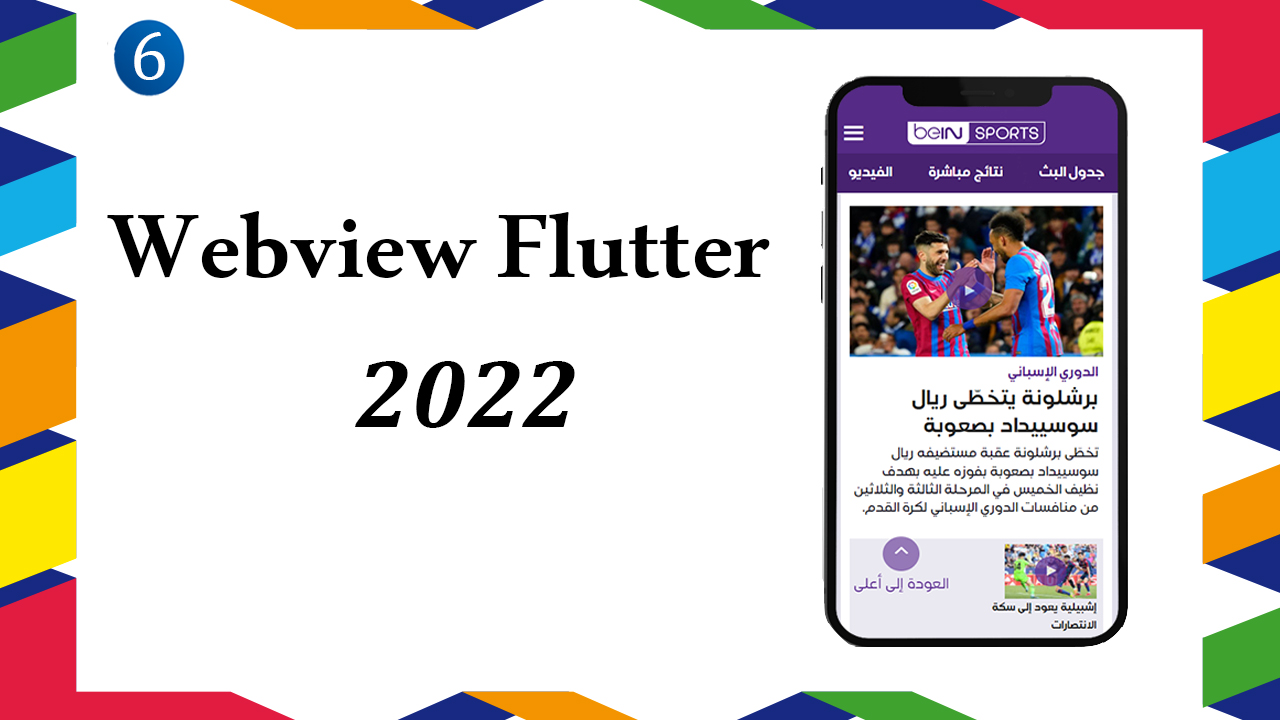 6
Webview Flutter
2022
beIN SPORTS
جدول البث نتائج مباشرة الفيديو
2
الدوري الإسباني
برشلونة يتخطّى ريال
سوسييداد بصعوبة
تخطى برشلونة عقبة مستضيفه ريال
سوسييداد بصعوبة بفوزه عليه بهدف
نظيف الخميس في المرحلة الثالثة والثلاثين
من منافسات الدوري الإسباني لكرة القدم.
العودة إلى أعلى
إشبيلية يعود إلى سكة
الانتصارات